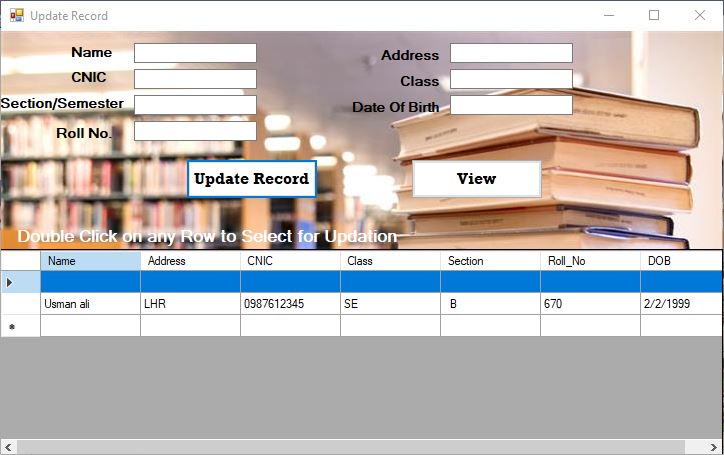 Update Record
Name
Address
CNIC
Class
Section/Semester
Date Of Birth
Roll No.
Update Record
View
Double Click on any Row to Select for Updation
Name Address CNIC Class Section Roll_No DOB
Usman ali LHR 0987612345 SE B 670 2/2/1999